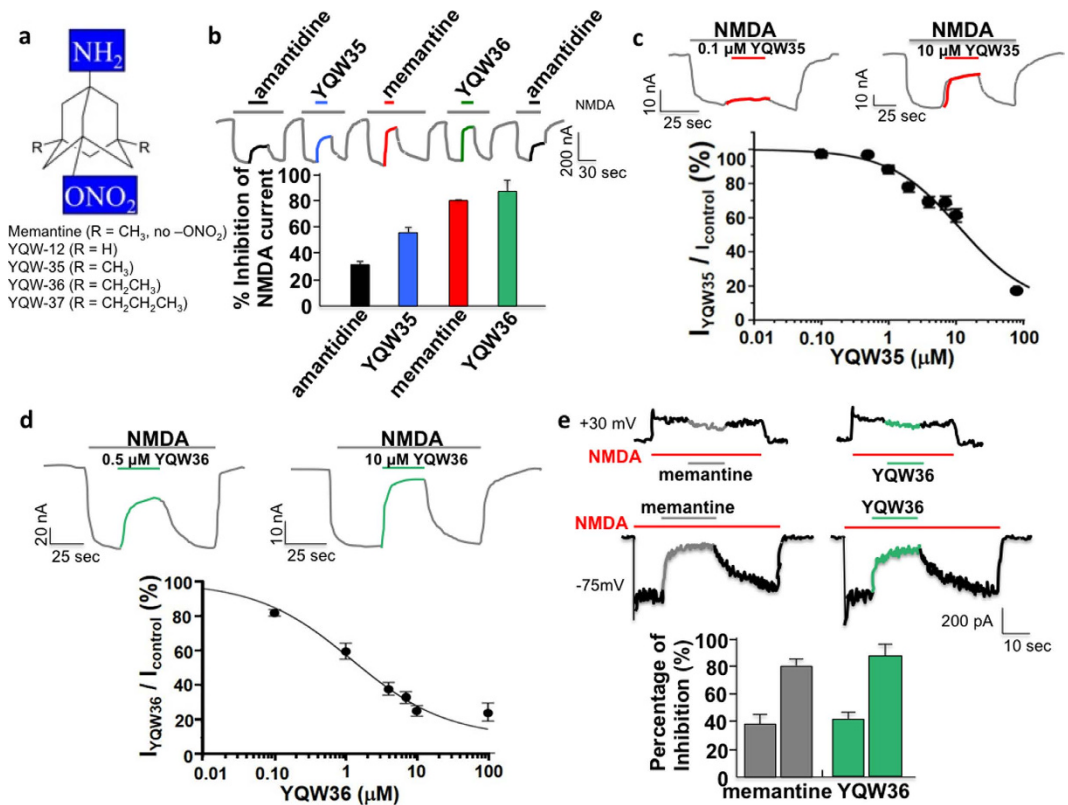 a
NH2
R
R
ONO2
Memantine (R = CH3, no –ONO2)
YQW-12 (R = H)
YQW-35 (R = CH3)
YQW-36 (R = CH2CH3)
YQW-37 (R = CH2CH2CH3)
b
amantidine
YQW35
memantine
YQW36
amantidine
NMDA
200 nA
30 sec
% Inhibition of
NMDA current
80
60
40
20
0
amantidine
YQW35
memantine
YQW36
c
NMDA
0.1 µM YQW35
10 nA
25 sec
NMDA
10 µM YQW35
10 nA
25 sec
IYQW35 / Icontrol (%)
100
80
60
40
20
0
0.01 0.10 1 10 100
YQW35 (µM)
d
NMDA
0.5 µM YQW36
20 nA
25 sec
NMDA
10 µM YQW36
10 nA
25 sec
IYQW36 / Icontrol (%)
100
80
60
40
20
0
0.01 0.10 1 10 100
YQW36 (µM)
e
+30 mV
NMDA
memantine
YQW36
NMDA
memantine
YQW36
-75mV
200 pA
10 sec
Percentage of
Inhibition (%)
100
80
60
40
20
0
memantine YQW36